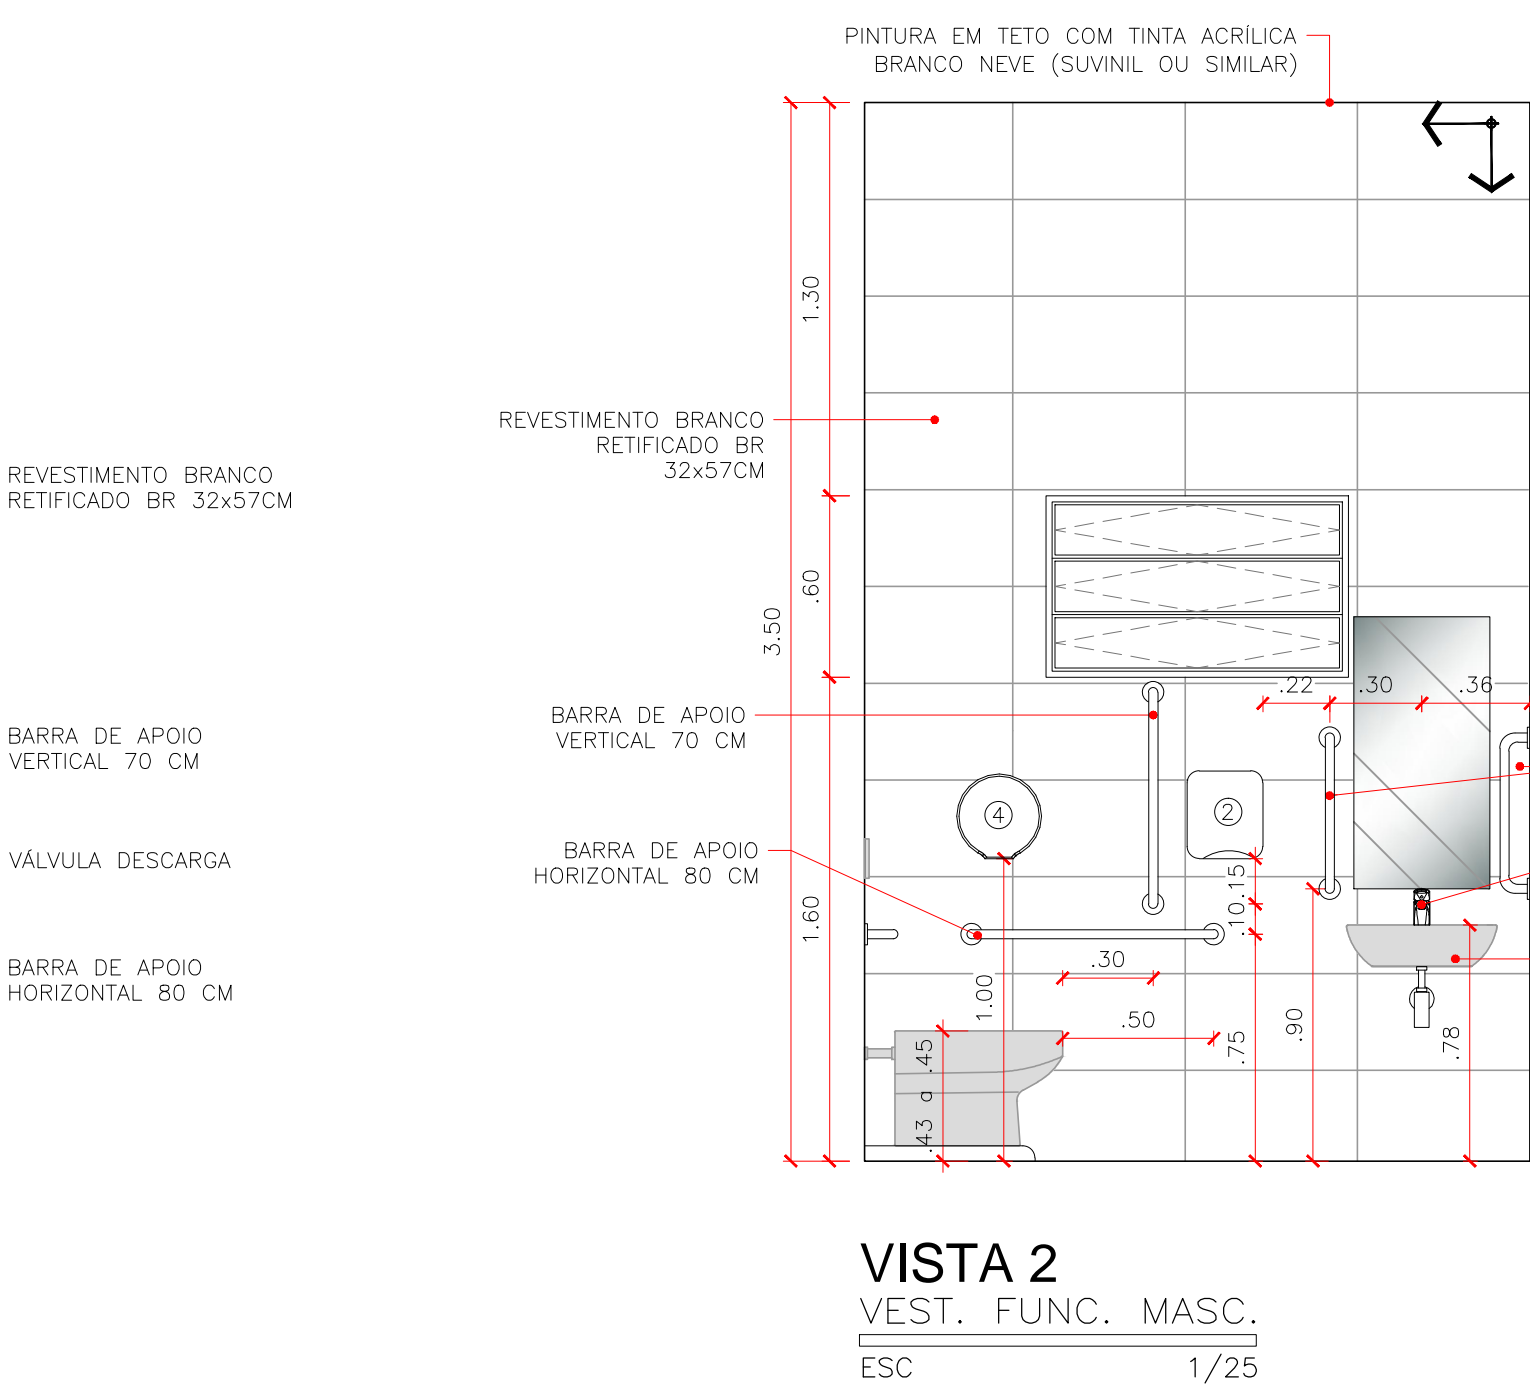 PINTURA EM TETO COM TINTA ACRÍLICA
BRANCO NEVE (SUVINIL OU SIMILAR)
1.30
REVESTIMENTO BRANCO
RETIFICADO BR
32x57CM
REVESTIMENTO BRANCO
RETIFICADO BR 32x57CM
.60
3.50
.22
.30
.36
BARRA DE APOIO
VERTICAL 70 CM
BARRA DE APOIO
VERTICAL 70 CM
4
2
VÁLVULA DESCARGA
BARRA DE APOIO
HORIZONTAL 80 CM
.15
.10
1.60
BARRA DE APOIO
HORIZONTAL 80 CM
.30
1.00
.50
.75
.90
.78
.43 a .45
VISTA 2
VEST. FUNC. MASC.
ESC 1/25